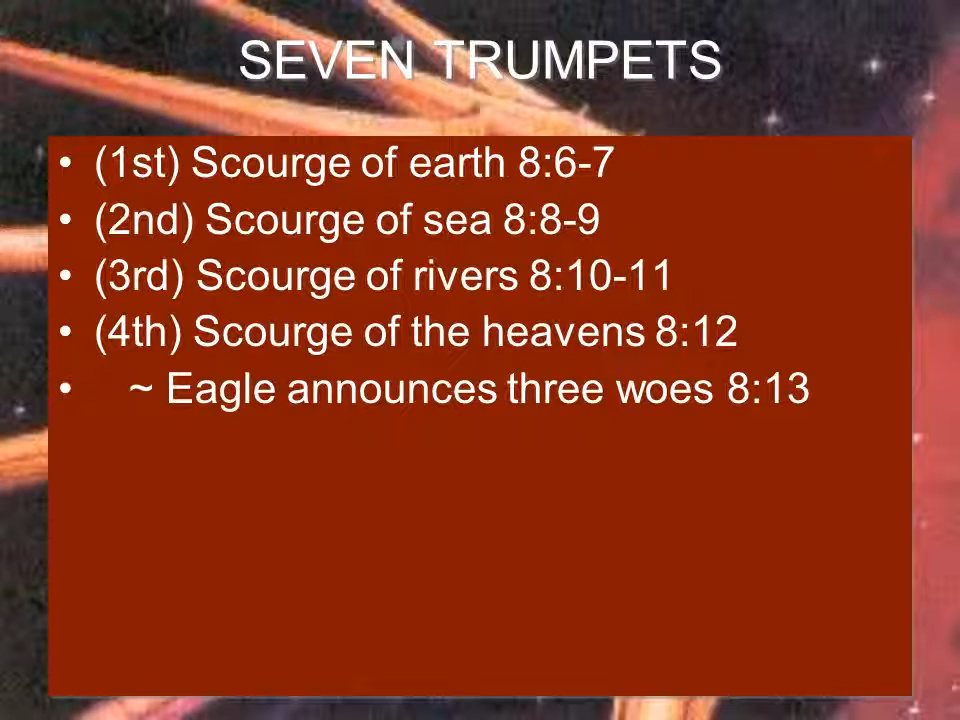 SEVEN TRUMPETS
• (1st) Scourge of earth 8:6-7
• (2nd) Scourge of sea 8:8-9
• (3rd) Scourge of rivers 8:10-11
• (4th) Scourge of the heavens 8:12
• ~ Eagle announces three woes 8:13